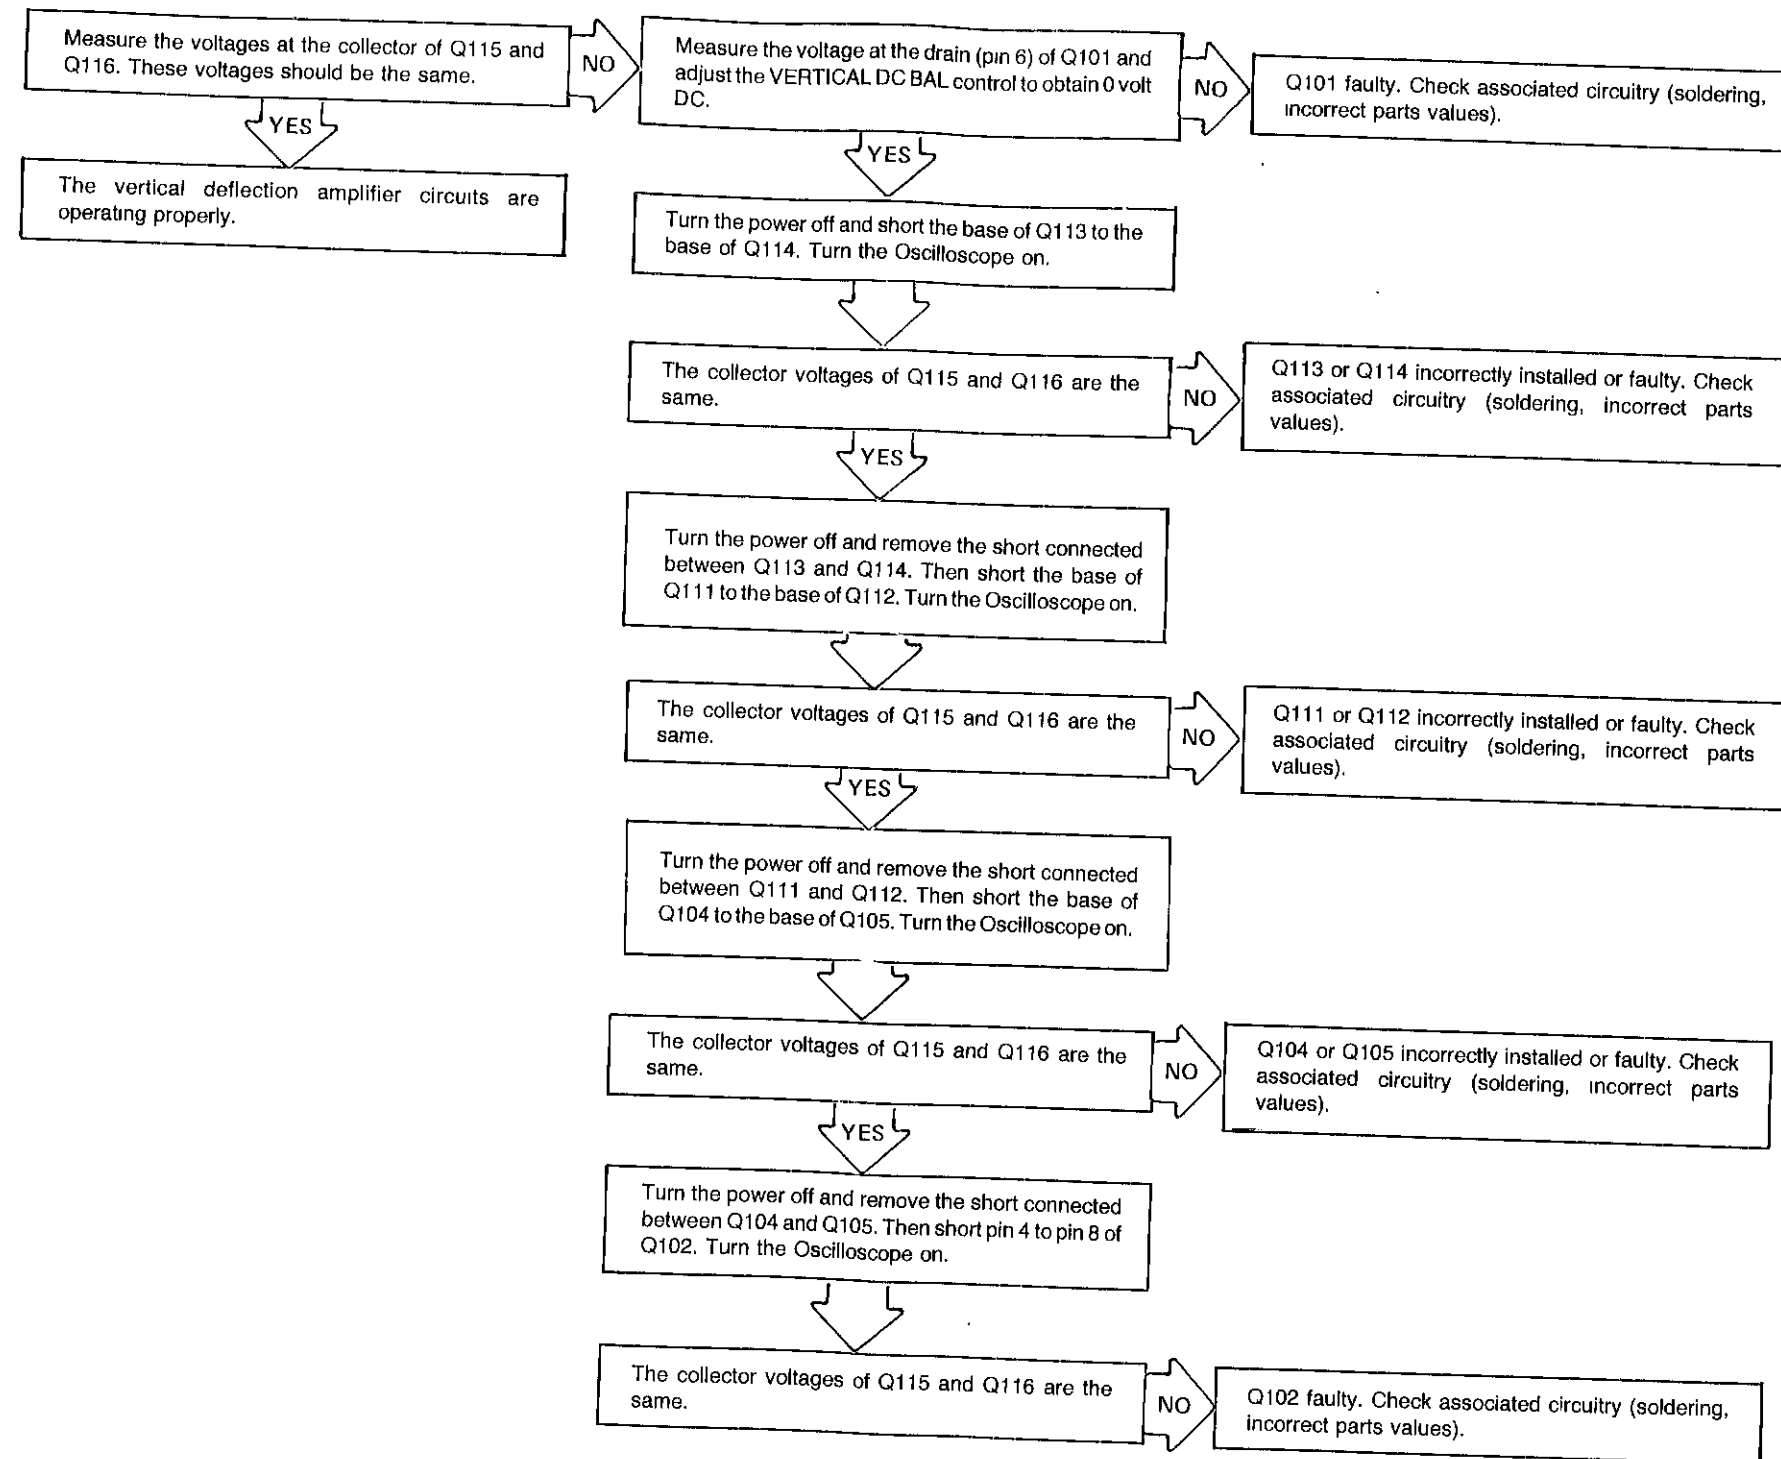 Measure the voltages at the collector of Q115 and
Q116. These voltages should be the same.
NO
Measure the voltage at the drain (pin 6) of Q101 and
adjust the VERTICAL DC BAL control to obtain 0 volt
DC.
NO
Q101 faulty. Check associated circuitry (soldering,
incorrect parts values).
YES
The vertical deflection amplifier circuits are
operating properly.
YES
Turn the power off and short the base of Q113 to the
base of Q114. Turn the Oscilloscope on.
The collector voltages of Q115 and Q116 are the
same.
NO
Q113 or Q114 incorrectly installed or faulty. Check
associated circuitry (soldering, incorrect parts
values).
YES
Turn the power off and remove the short connected
between Q113 and Q114. Then short the base of
Q111 to the base of Q112. Turn the Oscilloscope on.
The collector voltages of Q115 and Q116 are the
same.
NO
Q111 or Q112 incorrectly installed or faulty. Check
associated circuitry (soldering, incorrect parts
values).
YES
Turn the power off and remove the short connected
between Q111 and Q112. Then short the base of
Q104 to the base of Q105. Turn the Oscilloscope on.
The collector voltages of Q115 and Q116 are the
same.
NO
Q104 or Q105 incorrectly installed or faulty. Check
associated circuitry (soldering, incorrect parts
values).
YES
Turn the power off and remove the short connected
between Q104 and Q105. Then short pin 4 to pin 8 of
Q102. Turn the Oscilloscope on.
The collector voltages of Q115 and Q116 are the
same.
NO
Q102 faulty. Check associated circuitry (soldering,
incorrect parts values).